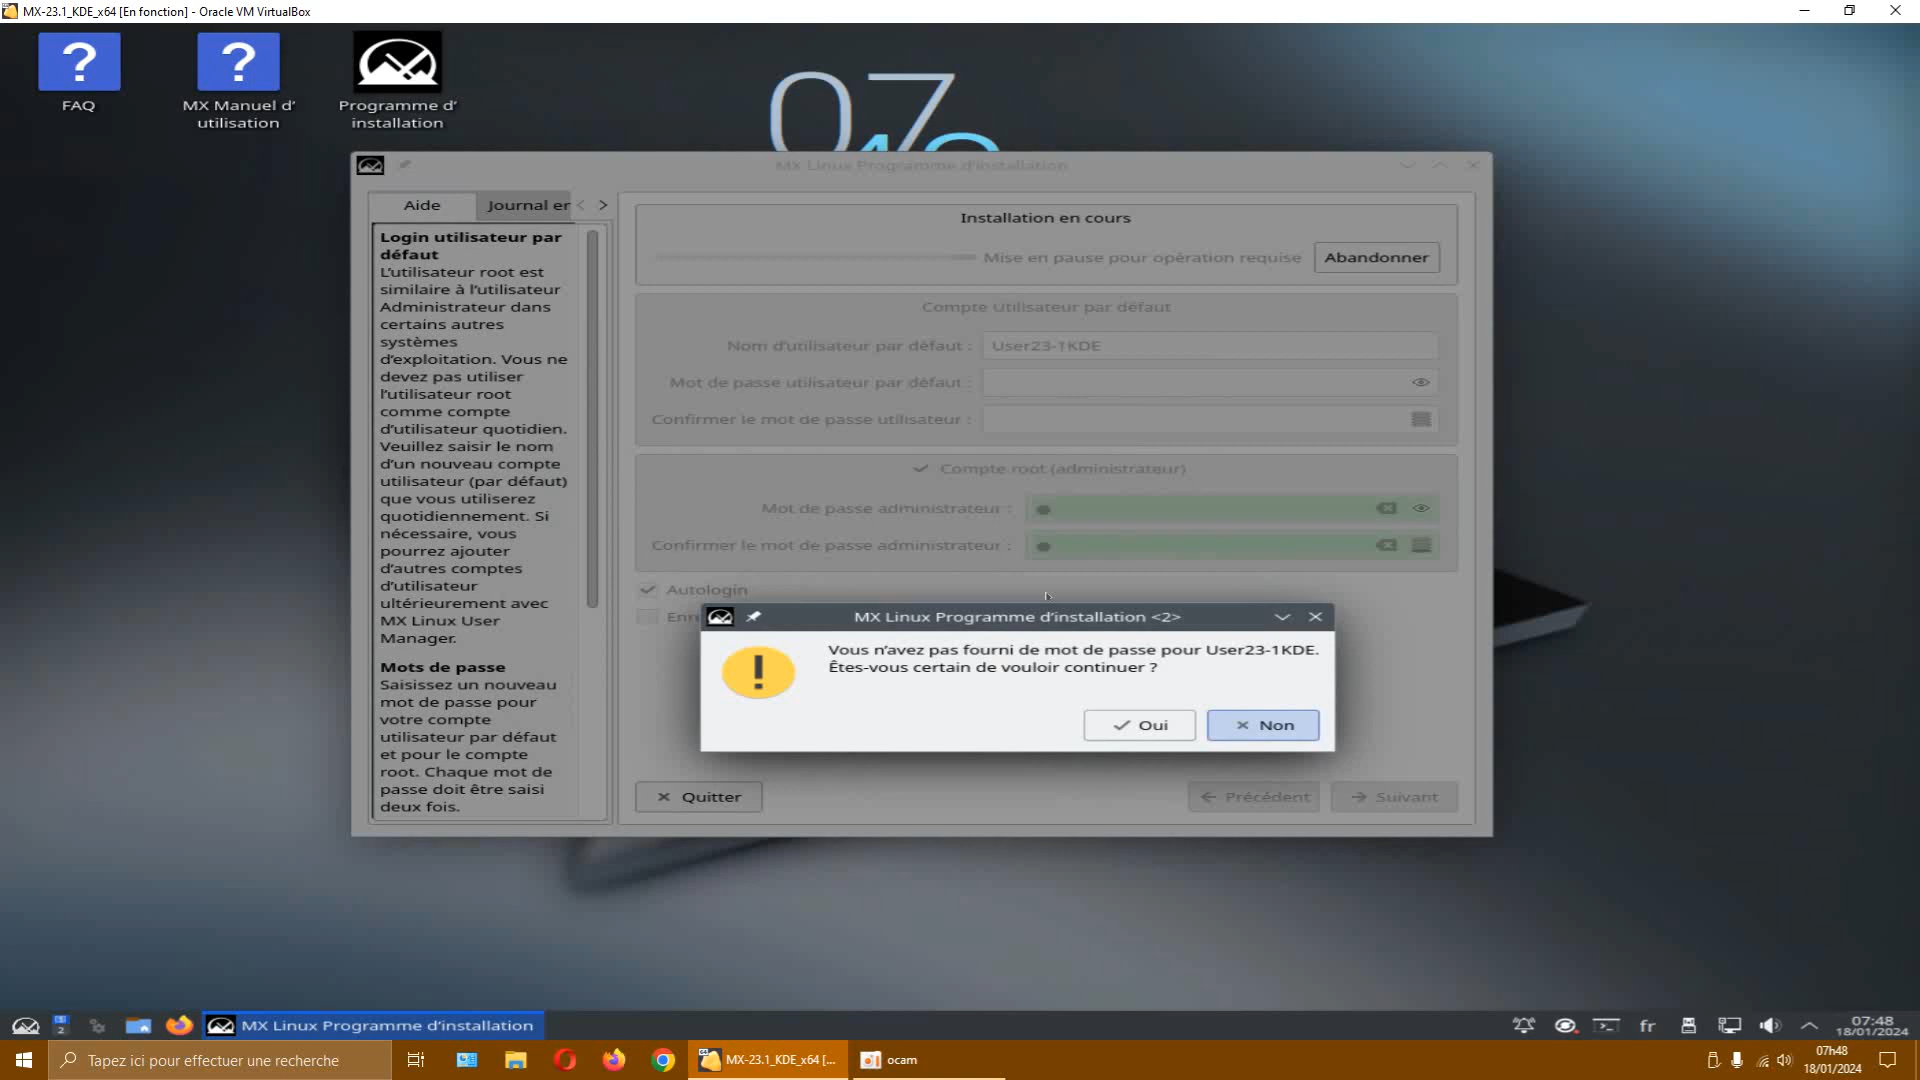 MX-23.1_KDE_x64 [En fonction] - Oracle VM VirtualBox
FAQ
MX Manuel d'
utilisation
Programme d'
installation
07
MX Linux Programme d'installation
Aide
Journal en
Login utilisateur par
défaut
L'utilisateur root est
similaire à l'utilisateur
Administrateur dans
certains autres
systèmes
d'exploitation. Vous ne
devez pas utiliser
l'utilisateur root
comme compte
d'utilisateur quotidien.
Veuillez saisir le nom
d'un nouveau compte
utilisateur (par défaut)
que vous utiliserez
quotidiennement. Si
nécessaire, vous
pourrez ajouter
d'autres comptes
d'utilisateur
ultérieurement avec
MX Linux User
Manager.
Mots de passe
Saisissez un nouveau
mot de passe pour
votre compte
utilisateur par défaut
et pour le compte
root. Chaque mot de
passe doit être saisi
deux fois.
Installation en cours
Mise en pause pour opération requise
Abandonner
Compte Utilisateur par défaut
Nom d'utilisateur par défaut :
User23-1KDE
Mot de passe utilisateur par défaut :
Confirmer le mot de passe utilisateur :
Compte root (administrateur)
Mot de passe administrateur :
Confirmer le mot de passe administrateur :
Autologin
MX Linux Programme d'installation <2>
Vous n'avez pas fourni de mot de passe pour User23-1KDE.
Êtes-vous certain de vouloir continuer ?
Oui
Non
Quitter
Précédent
Suivant
2
MX Linux Programme d'installation
fr
07:48
18/01/2024
Tapez ici pour effectuer une recherche
MX-23.1_KDE_x64 [...
ocam
07h48
18/01/2024